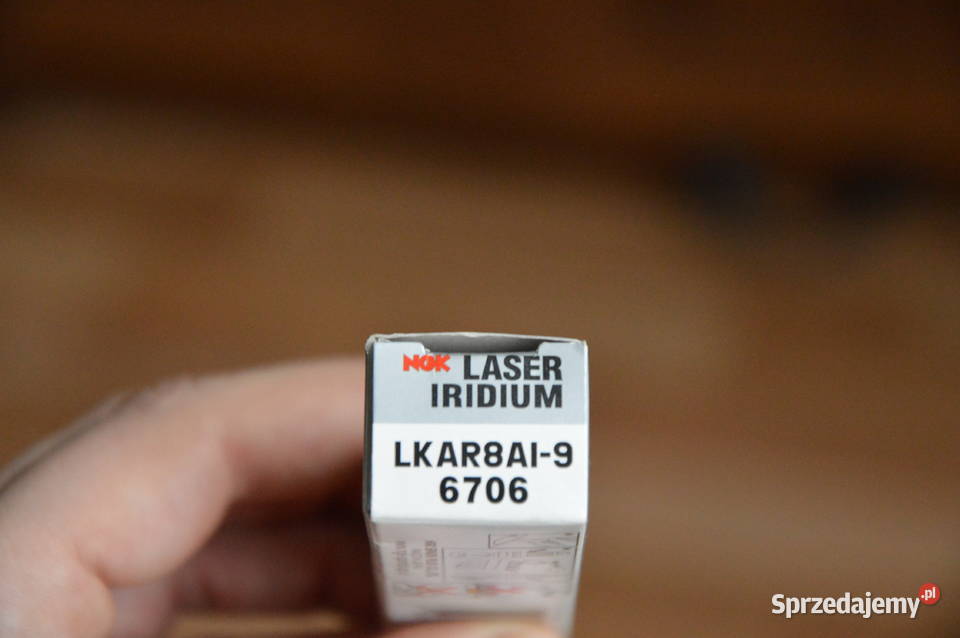 NGK LASER
IRIDIUM
LKAR8AI-9
6706
Sprzedajemy.pl